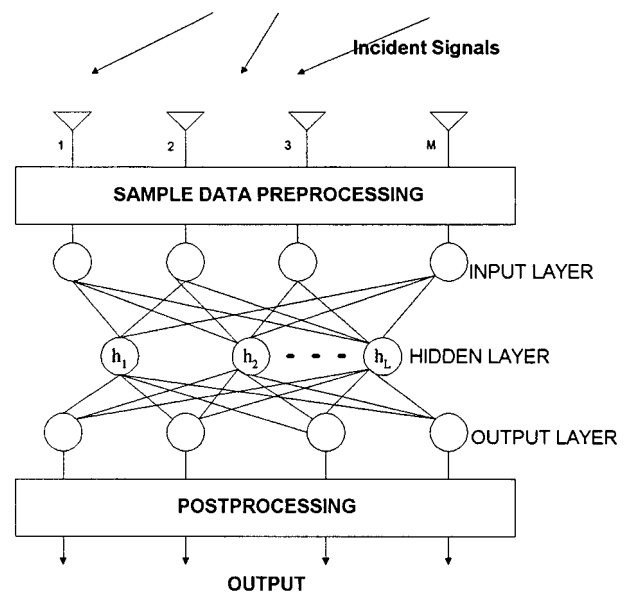 Incident Signals
1 2 3 M
SAMPLE DATA PREPROCESSING
INPUT LAYER
h1 h2 - - - hL HIDDEN LAYER
OUTPUT LAYER
POSTPROCESSING
OUTPUT